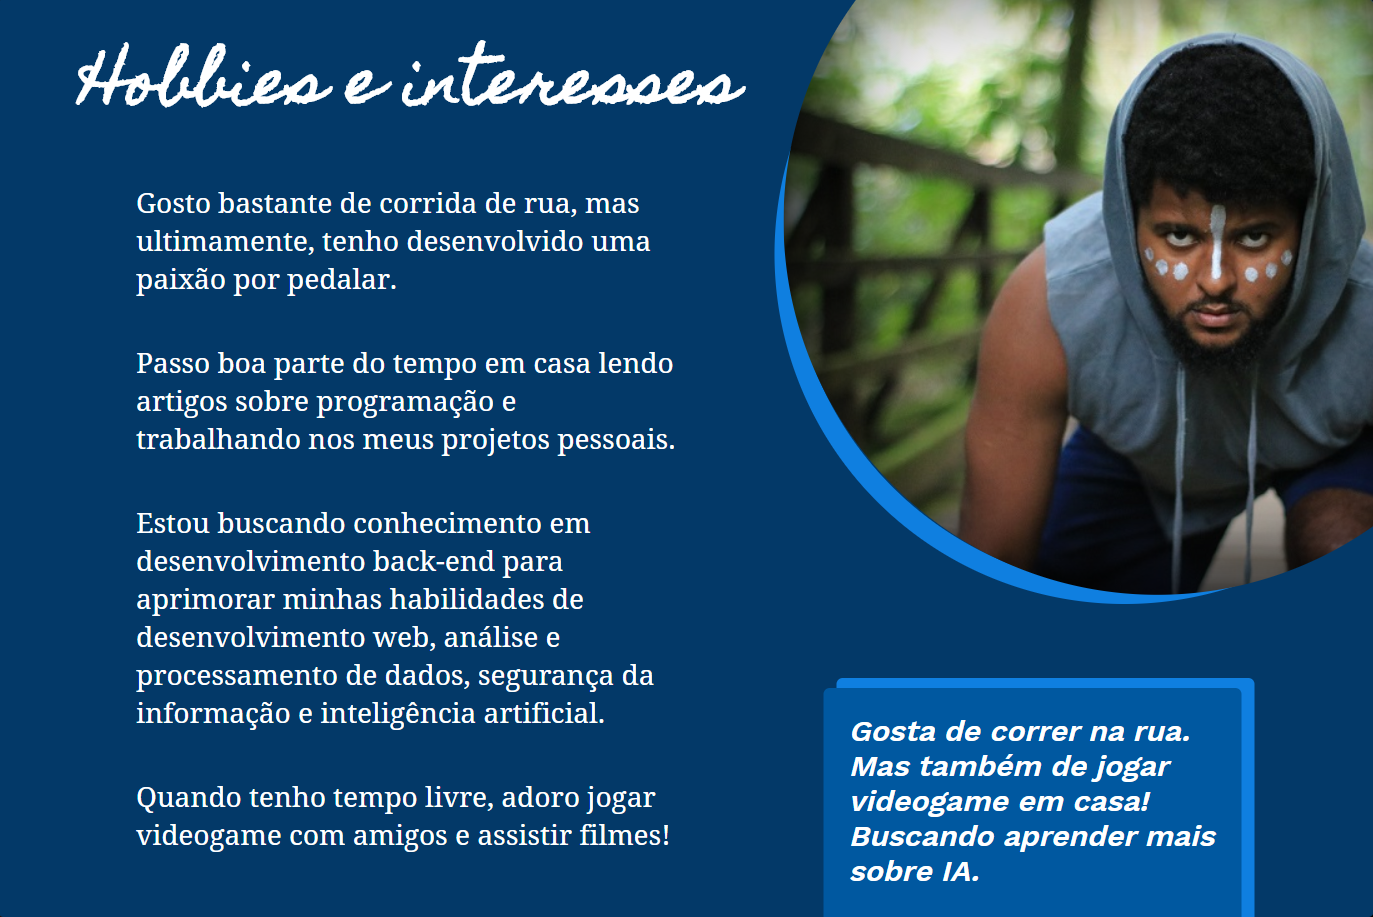 Hobbies e interesses
Gosto bastante de corrida de rua, mas
ultimamente, tenho desenvolvido uma
paixão por pedalar.
Passo boa parte do tempo em casa lendo
artigos sobre programação e
trabalhando nos meus projetos pessoais.
Estou buscando conhecimento em
desenvolvimento back-end para
aprimorar minhas habilidades de
desenvolvimento web, análise e
processamento de dados, segurança da
informação e inteligência artificial.
Quando tenho tempo livre, adoro jogar
videogame com amigos e assistir filmes!
Gosta de correr na rua.
Mas também de jogar
videogame em casa!
Buscando aprender mais
sobre IA.